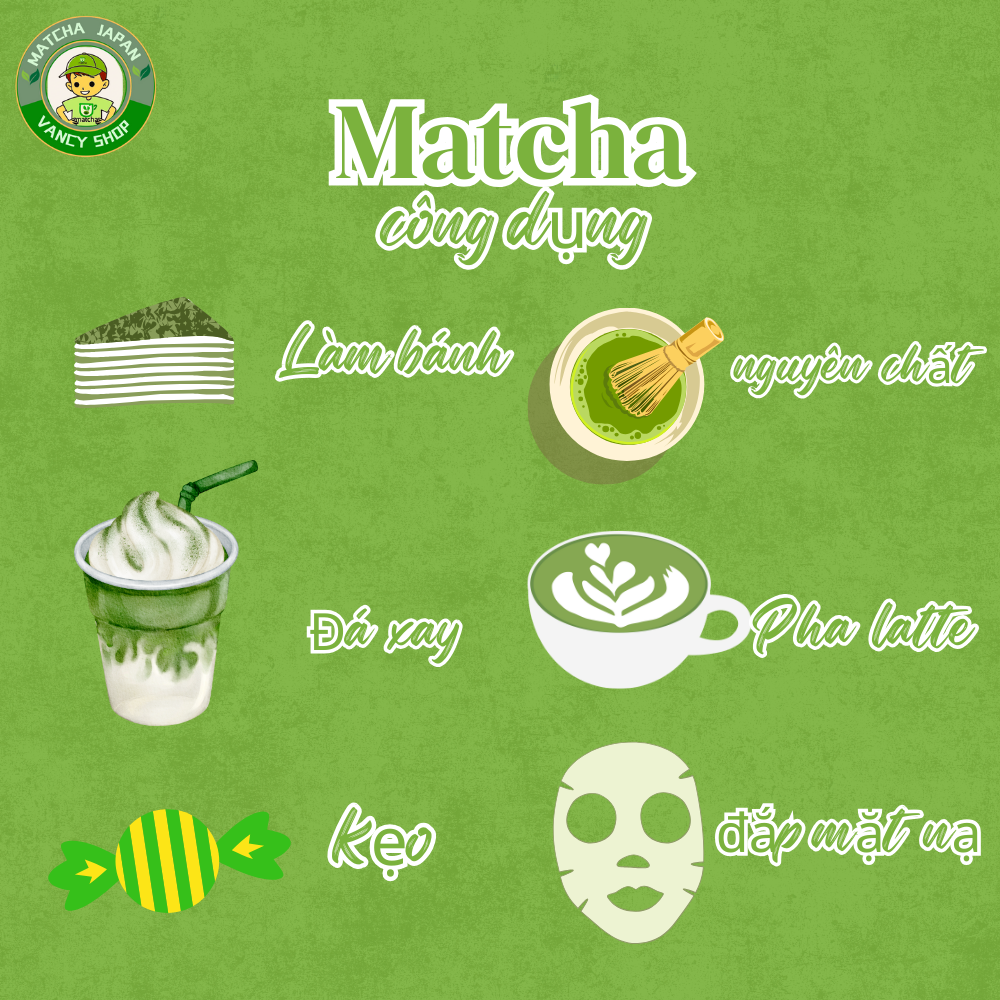 MATCHA JAPAN
matcha
VANCY SHOP
Matcha
công dụng
Làm bánh
nguyên chất
Đá xay
Pha latte
Kẹo
đắp mặt nạ